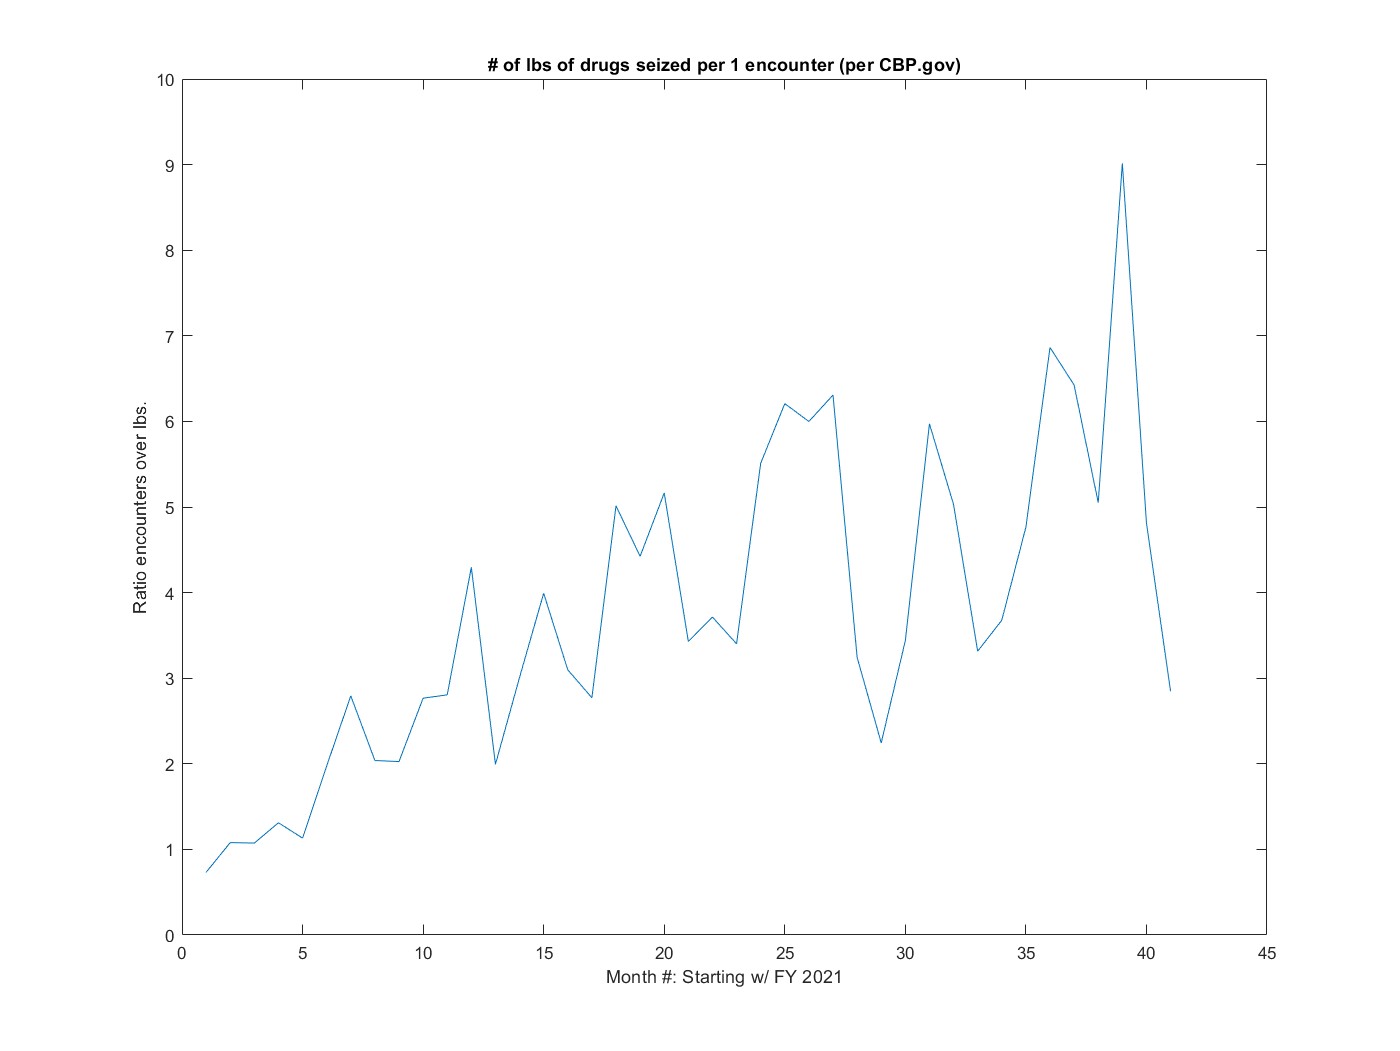 # of lbs of drugs seized per 1 encounter (per CBP.gov)
10
9
8
7
6
5
4
3
2
1
0
Ratio encounters over lbs.
0 5 10 15 20 25 30 35 40 45
Month #: Starting w/ FY 2021